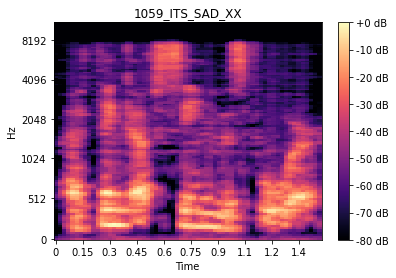 1059_ITS_SAD_XX
+0 dB
8192
-10 dB
4096
-20 dB
-30 dB
2048
Hz
-40 dB
1024
-50 dB
512
-60 dB
-70 dB
0
-80 dB
0 0.15 0.3 0.45 0.6 0.75 0.9 1.1 1.2 1.4
Time